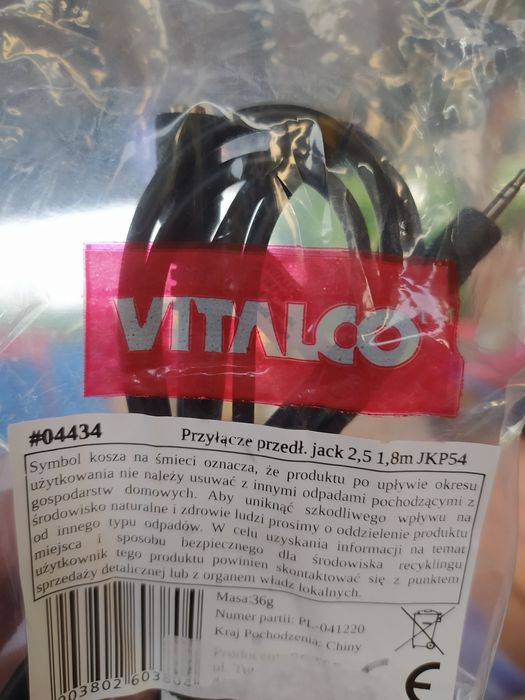 VITALCO
#04434 Przyłącze przedł. jack 2,5 1,8m JKP54
Symbol kosza na śmieci oznacza, że produktu po upływie okresu
użytkowania nie należy usuwać z innymi odpadami pochodzącymi z
gospodarstw domowych. Aby uniknąć szkodliwego wpływu na
środowisko naturalne i zdrowie ludzi prosimy o oddzielenie produktu
od innego typu odpadów. W celu uzyskania informacji na temat
miejsca i sposobu bezpiecznego dla środowiska recyklingu
użytkownik tego produktu powinien skontaktować się z punktem
sprzedaży detalicznej lub z organem władz lokalnych.
Masa:36g
Numer partii: PL-041220
Kraj Pochodzenia: Chiny
ul.
CE